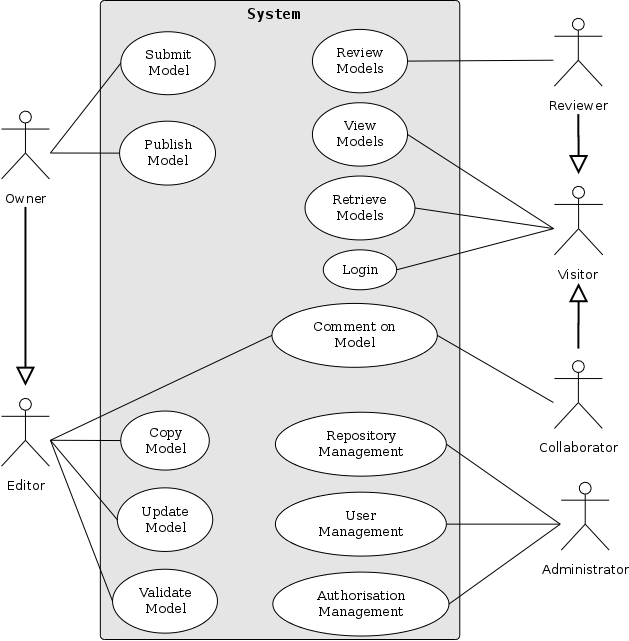 System
Submit
Model
Review
Models
Reviewer
Publish
Model
View
Models
Owner
Retrieve
Models
Visitor
Login
Comment on
Model
Copy
Model
Repository
Management
Collaborator
Editor
Update
Model
User
Management
Administrator
Validate
Model
Authorisation
Management